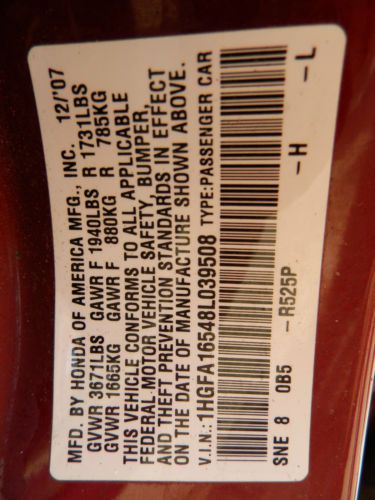 MFD. BY HONDA OF AMERICA MFG., INC. 12/'07
GVWR 3671LBS GAWR F 1940LBS R 1731LBS
GVWR 1665KG GAWR F 880KG R 785KG
THIS VEHICLE CONFORMS TO ALL APPLICABLE
FEDERAL MOTOR VEHICLE SAFETY, BUMPER,
AND THEFT PREVENTION STANDARDS IN EFFECT
ON THE DATE OF MANUFACTURE SHOWN ABOVE.
V.I.N.: 1HGFA16548L039508 TYPE:PASSENGER CAR
SNE 8 0B5 -R525P -H -L